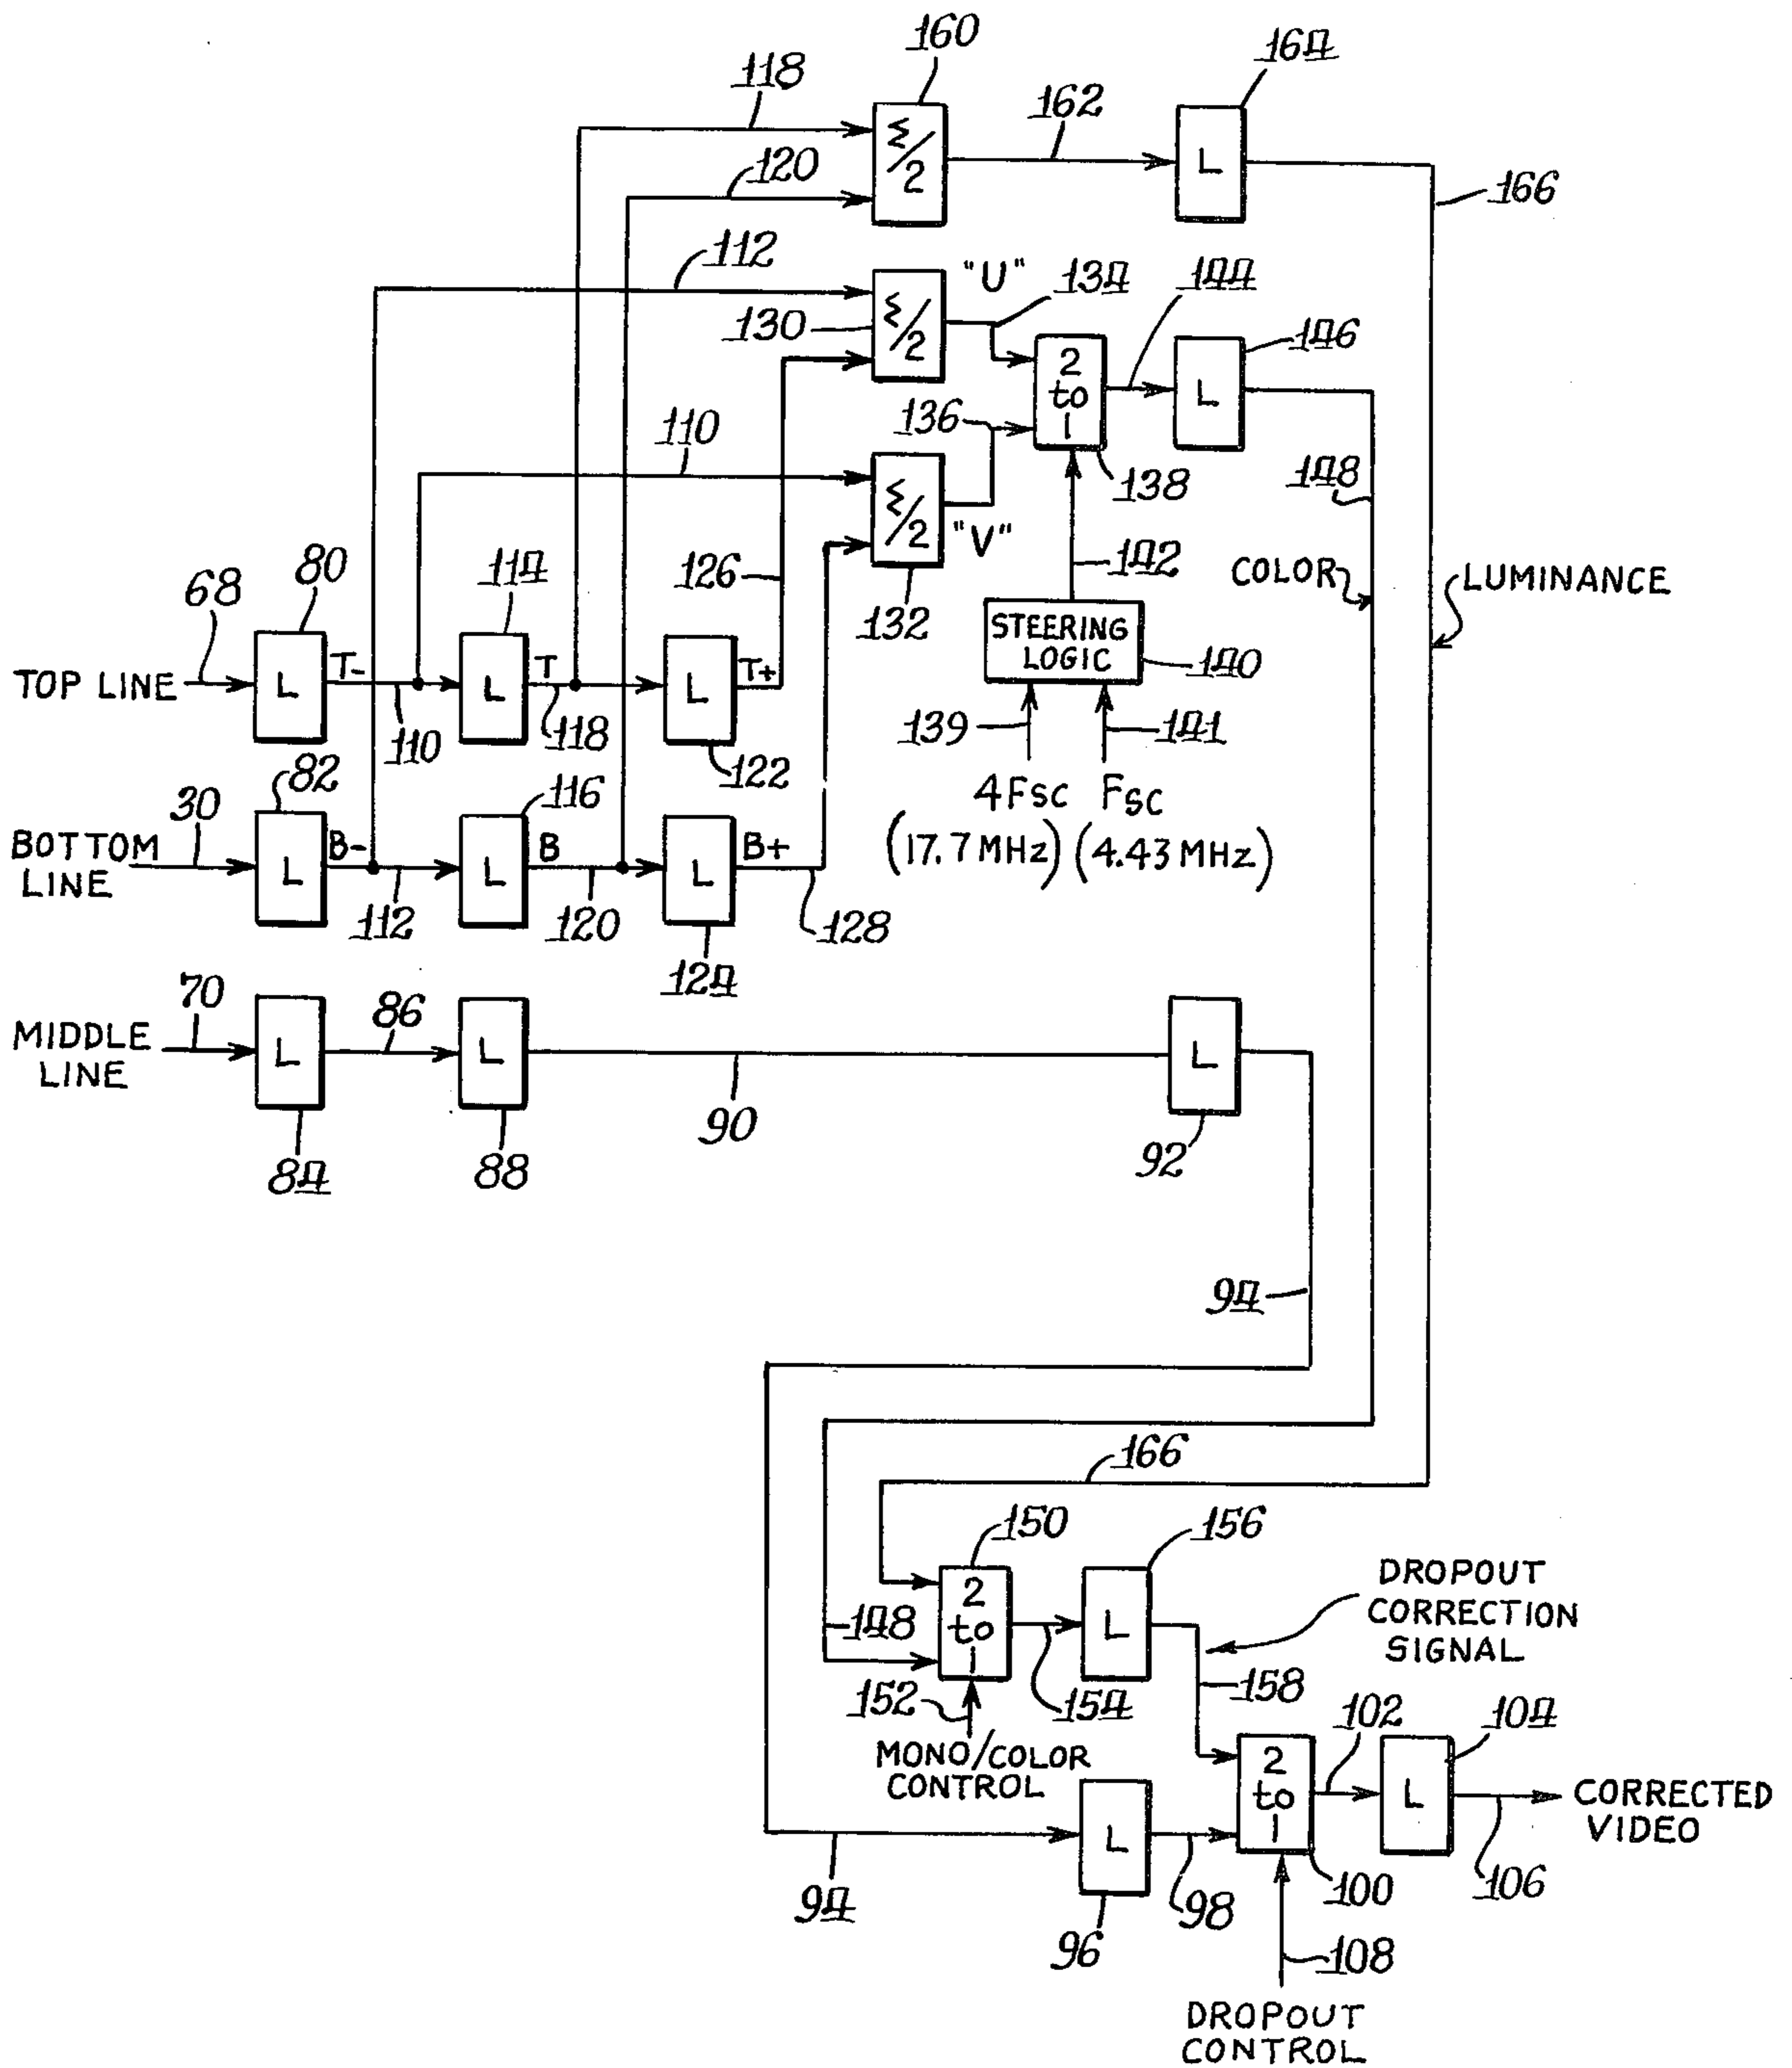 160
164
118
162
Σ/2
L
120
166
112
"U"
134
144
130
Σ/2
146
2 to 1
L
136
110
138
148
Σ/2
"V"
80
114
126
142
COLOR
LUMINANCE
68
132
STEERING
LOGIC
140
TOP LINE
L
T-
L
T
L
T+
110
118
122
139
141
82
116
4FSC
FSC
30
(17.7 MHz)
(4.43 MHz)
BOTTOM
LINE
L
B-
L
B
L
B+
112
120
128
124
70
86
MIDDLE
LINE
L
L
L
90
84
88
92
94
166
150
156
DROPOUT
CORRECTION
SIGNAL
2 to 1
L
148
152
154
158
102
104
MONO/COLOR
CONTROL
2 to 1
L
CORRECTED
VIDEO
L
94
98
100
106
96
108
DROPOUT
CONTROL